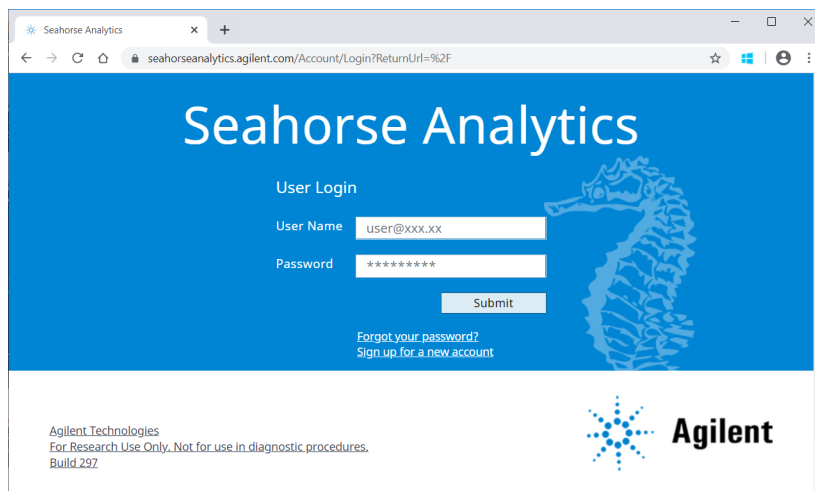 Seahorse Analytics
seahorseanalytics.agilent.com/Account/Login?ReturnUrl=%2F
Seahorse Analytics
User Login
User Name user@xxx.xx
Password *********
Submit
Forgot your password?
Sign up for a new account
Agilent Technologies
For Research Use Only. Not for use in diagnostic procedures.
Build 297
Agilent